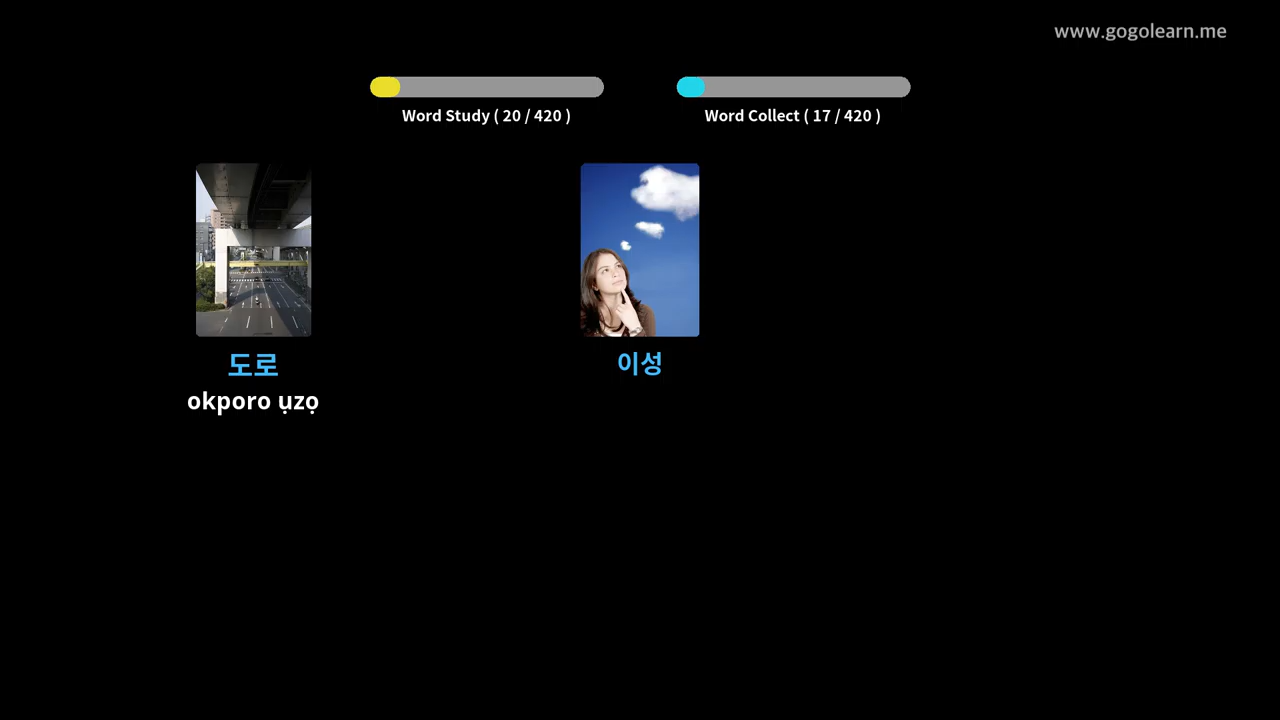 www.gogolearn.me
Word Study ( 20 / 420 )
Word Collect ( 17 / 420 )
도로
okporo ụzọ
이성